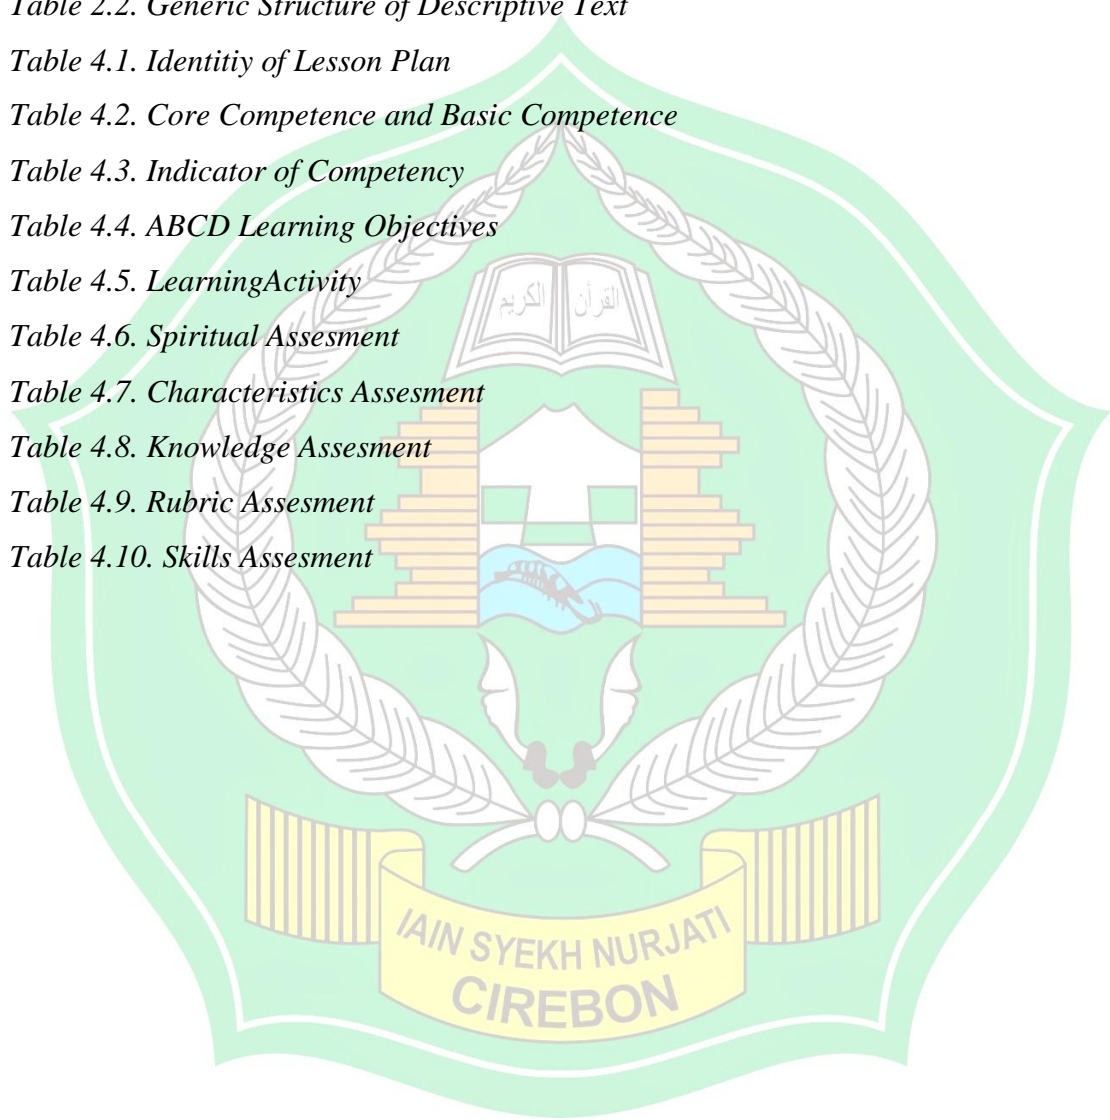 Table 2.2. Generic Structure of Descriptive Text
Table 4.1. Identitiy of Lesson Plan
Table 4.2. Core Competence and Basic Competence
Table 4.3. Indicator of Competency
Table 4.4. ABCD Learning Objectives
Table 4.5. LearningActivity
Table 4.6. Spiritual Assesment
Table 4.7. Characteristics Assesment
Table 4.8. Knowledge Assesment
Table 4.9. Rubric Assesment
Table 4.10. Skills Assesment
القرأن الكريم
IAIN SYEKH NURJATI
CIREBON